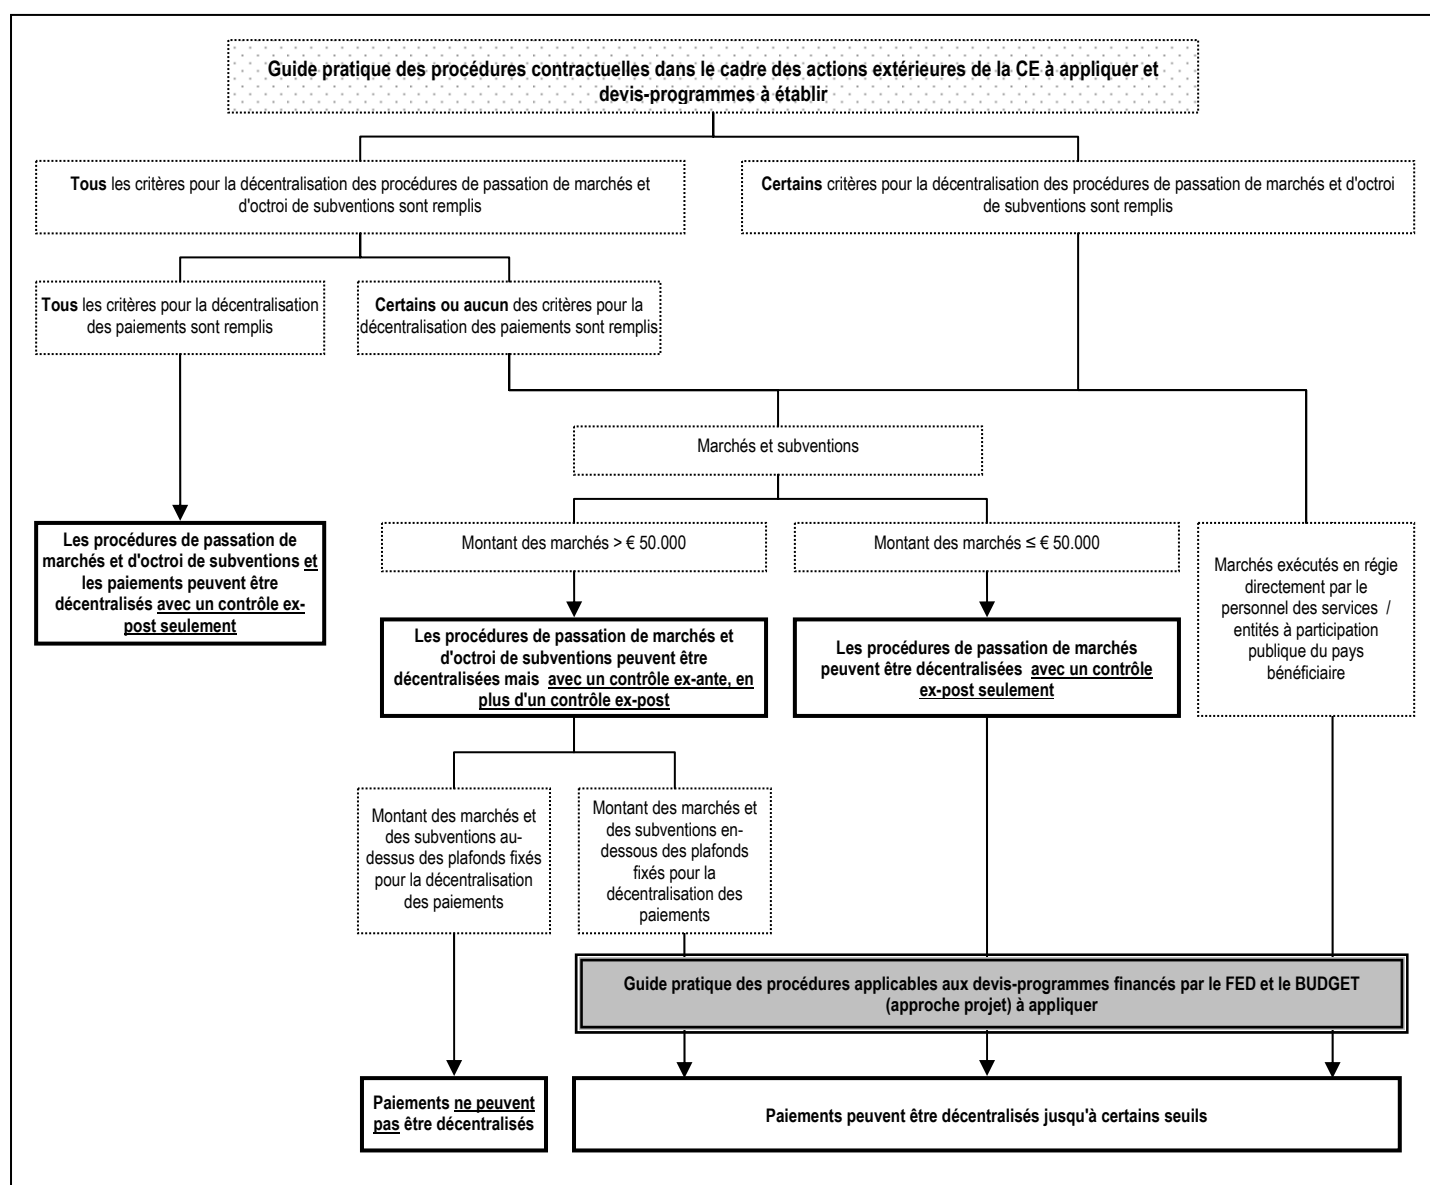 Guide pratique des procédures contractuelles dans le cadre des actions extérieures de la CE à appliquer et
devis-programmes à établir
Tous les critères pour la décentralisation des procédures de passation de marchés et
d'octroi de subventions sont remplis
Certains critères pour la décentralisation des procédures de passation de marchés et d'octroi
de subventions sont remplis
Tous les critères pour la décentralisation
des paiements sont remplis
Certains ou aucun des critères pour la
décentralisation des paiements sont remplis
Marchés et subventions
Les procédures de passation de
marchés et d'octroi de subventions et
les paiements peuvent être
décentralisés avec un contrôle ex-
post seulement
Montant des marchés > € 50.000
Montant des marchés ≤ € 50.000
Marchés exécutés en régie
directement par le
personnel des services /
entités à participation
publique du pays
bénéficiaire
Les procédures de passation de marchés et
d'octroi de subventions peuvent être
décentralisées mais avec un contrôle ex-ante, en
plus d'un contrôle ex-post
Les procédures de passation de marchés
peuvent être décentralisées avec un contrôle
ex-post seulement
Montant des marchés et
des subventions au-
dessus des plafonds fixés
pour la décentralisation
des paiements
Montant des marchés et
des subventions en-
dessous des plafonds
fixés pour la
décentralisation des
paiements
Guide pratique des procédures applicables aux devis-programmes financés par le FED et le BUDGET
(approche projet) à appliquer
Paiements ne peuvent
pas être décentralisés
Paiements peuvent être décentralisés jusqu'à certains seuils